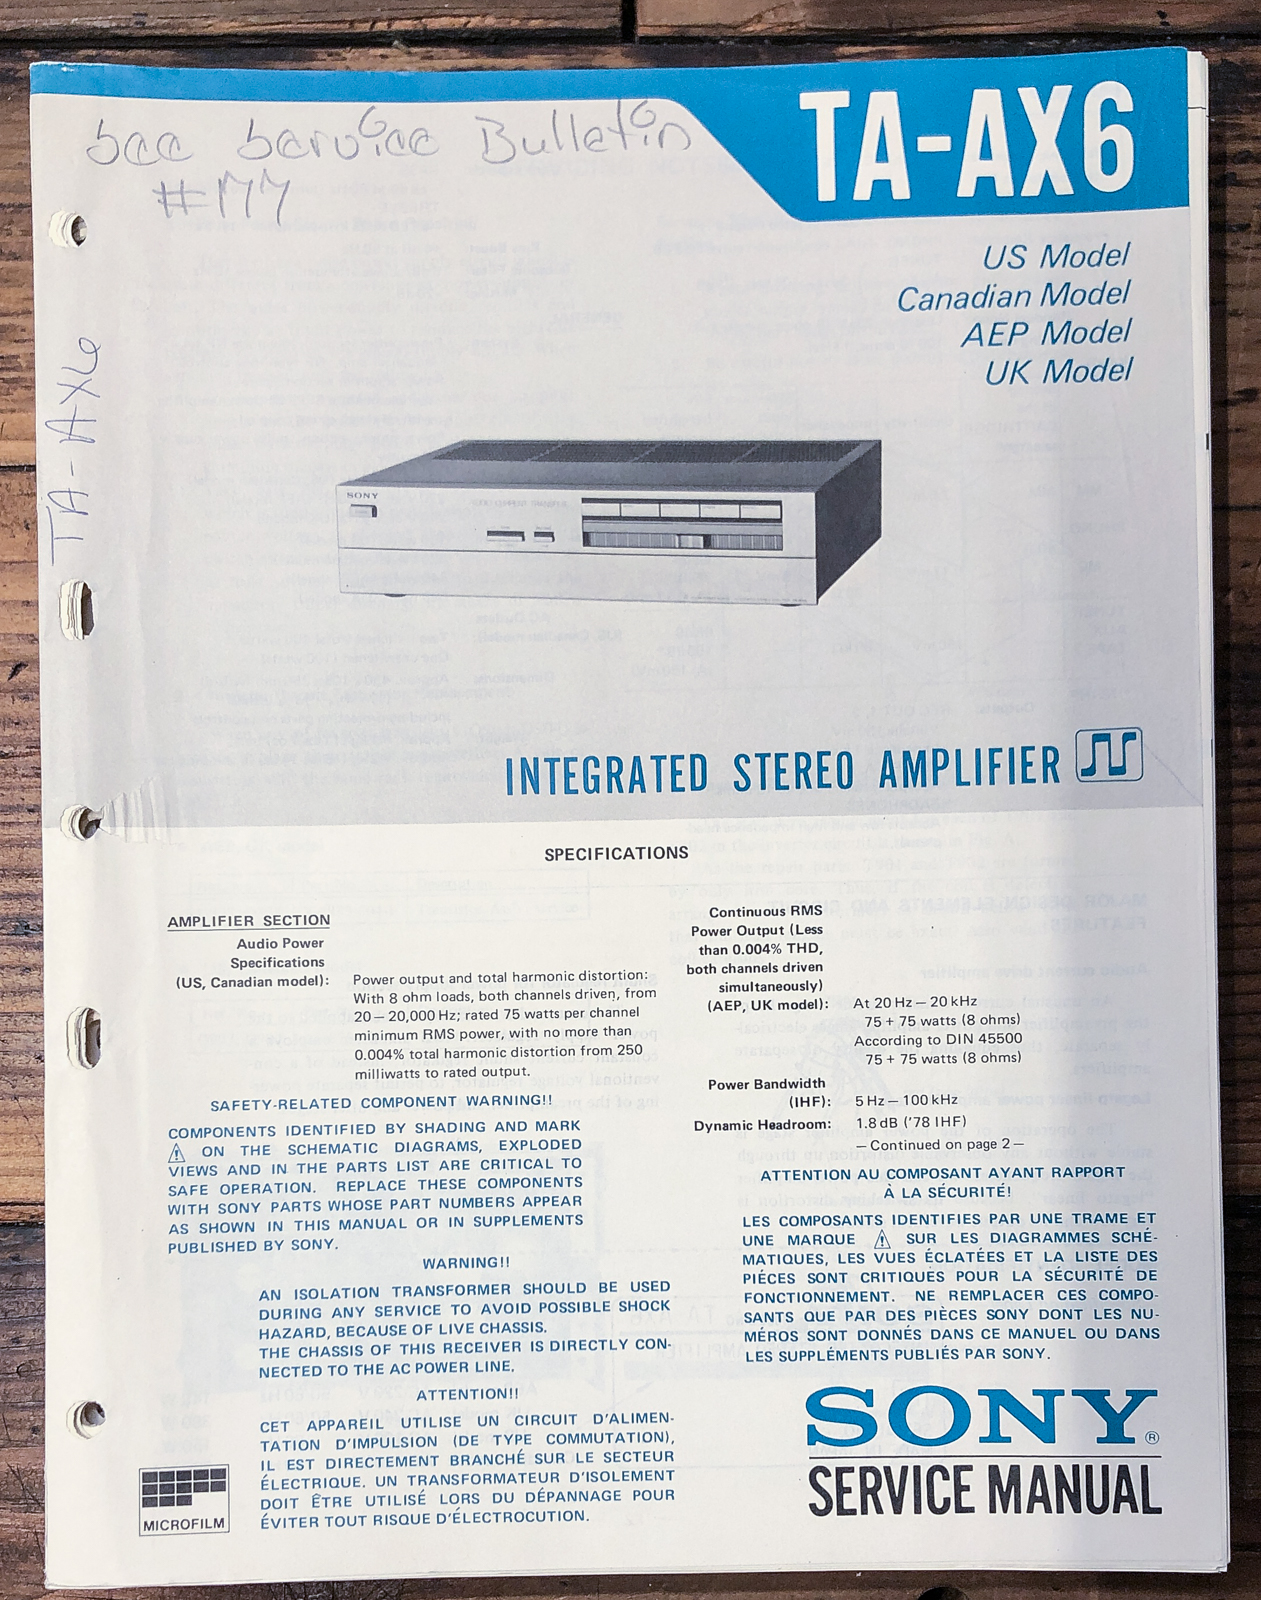 TA-AX6
See Service Bulletin
#177
US Model
Canadian Model
AEP Model
UK Model
TA-AX6
SONY
INTEGRATED STEREO AMPLIFIER
SPECIFICATIONS
AMPLIFIER SECTION
Audio Power
Specifications
(US, Canadian model):
Power output and total harmonic distortion:
With 8 ohm loads, both channels driven, from
20 – 20,000 Hz; rated 75 watts per channel
minimum RMS power, with no more than
0.004% total harmonic distortion from 250
milliwatts to rated output.
SAFETY-RELATED COMPONENT WARNING!!
COMPONENTS IDENTIFIED BY SHADING AND MARK
⚠ ON THE SCHEMATIC DIAGRAMS, EXPLODED
VIEWS AND IN THE PARTS LIST ARE CRITICAL TO
SAFE OPERATION. REPLACE THESE COMPONENTS
WITH SONY PARTS WHOSE PART NUMBERS APPEAR
AS SHOWN IN THIS MANUAL OR IN SUPPLEMENTS
PUBLISHED BY SONY.
WARNING!!
AN ISOLATION TRANSFORMER SHOULD BE USED
DURING ANY SERVICE TO AVOID POSSIBLE SHOCK
HAZARD, BECAUSE OF LIVE CHASSIS.
THE CHASSIS OF THIS RECEIVER IS DIRECTLY CON-
NECTED TO THE AC POWER LINE.
ATTENTION!!
CET APPAREIL UTILISE UN CIRCUIT D'ALIMEN-
TATION D'IMPULSION (DE TYPE COMMUTATION),
IL EST DIRECTEMENT BRANCHÉ SUR LE SECTEUR
ÉLECTRIQUE. UN TRANSFORMATEUR D'ISOLEMENT
DOIT ÊTRE UTILISÉ LORS DU DÉPANNAGE POUR
ÉVITER TOUT RISQUE D'ÉLECTROCUTION.
MICROFILM
Continuous RMS
Power Output (Less
than 0.004% THD,
both channels driven
simultaneously)
(AEP, UK model):
At 20 Hz – 20 kHz
75 + 75 watts (8 ohms)
According to DIN 45500
75 + 75 watts (8 ohms)
Power Bandwidth
(IHF): 5 Hz – 100 kHz
Dynamic Headroom: 1.8 dB ('78 IHF)
– Continued on page 2 –
ATTENTION AU COMPOSANT AYANT RAPPORT
À LA SÉCURITÉ!
LES COMPOSANTS IDENTIFIES PAR UNE TRAME ET
UNE MARQUE ⚠ SUR LES DIAGRAMMES SCHÉ-
MATIQUES, LES VUES ÉCLATÉES ET LA LISTE DES
PIÉCES SONT CRITIQUES POUR LA SÉCURITÉ DE
FONCTIONNEMENT. NE REMPLACER CES COMPO-
SANTS QUE PAR DES PIÈCES SONY DONT LES NU-
MÉROS SONT DONNÉS DANS CE MANUEL OU DANS
LES SUPPLÉMENTS PUBLIÉS PAR SONY.
SONY®
SERVICE MANUAL